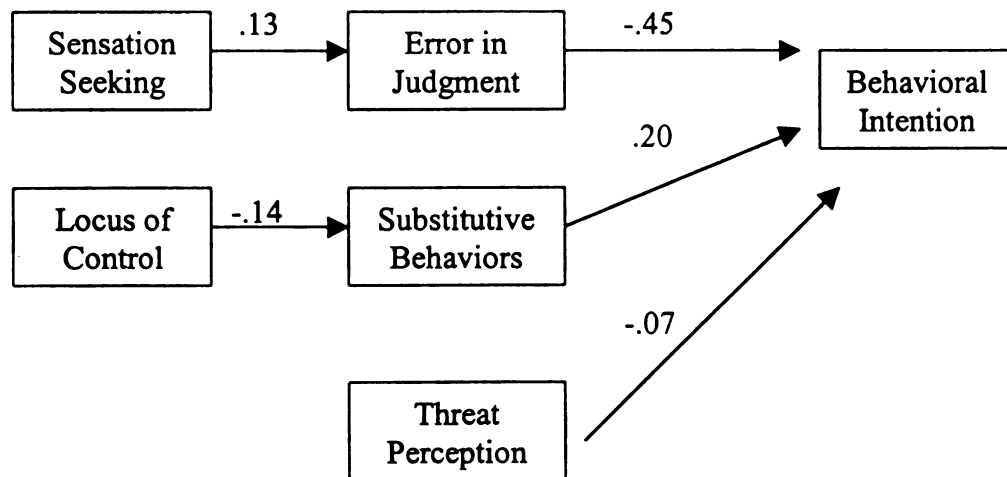 Sensation
Seeking
.13
Error in
Judgment
-.45
Behavioral
Intention
.20
Locus of
Control
-.14
Substitutive
Behaviors
-.07
Threat
Perception